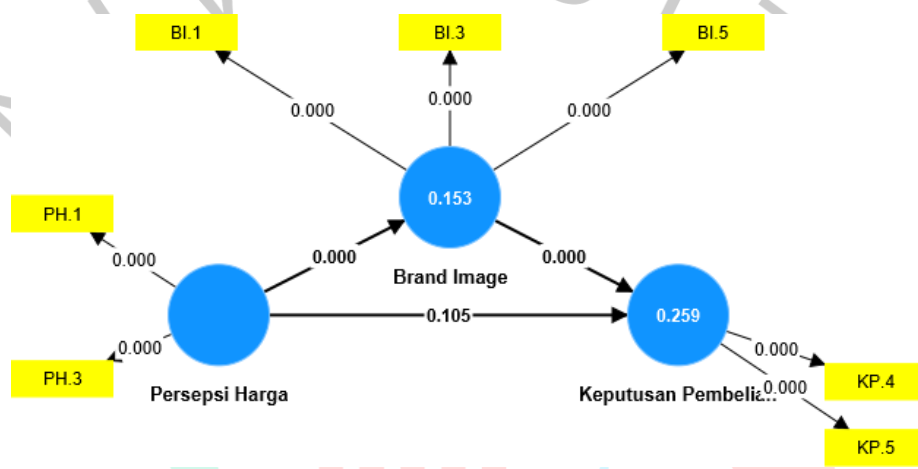 BI.1
BI.3
BI.5
0.000
0.000
0.000
0.153
Brand Image
PH.1
0.000
PH.3
0.000
Persepsi Harga
0.000
0.000
0.105
0.259
Keputusan Pembelia
0.000
0.000
KP.4
KP.5